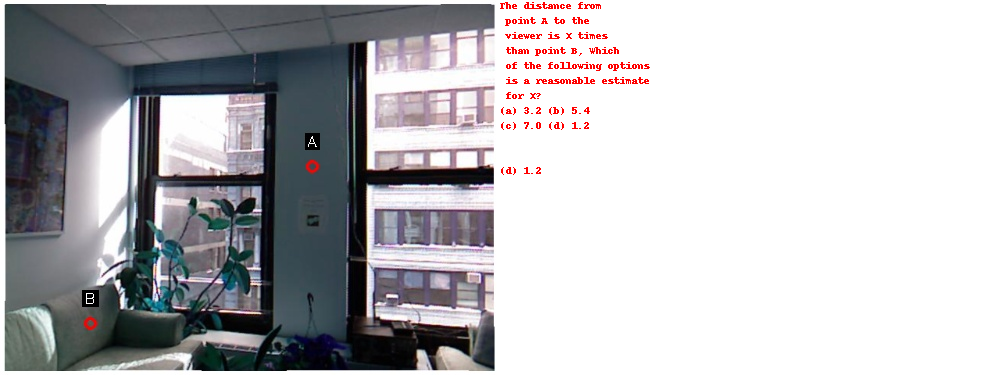 The distance from
point A to the
viewer is X times
than point B, Which
of the following options
is a reasonable estimate
for X?
(a) 3.2 (b) 5.4
(c) 7.0 (d) 1.2
(d) 1.2
A
B